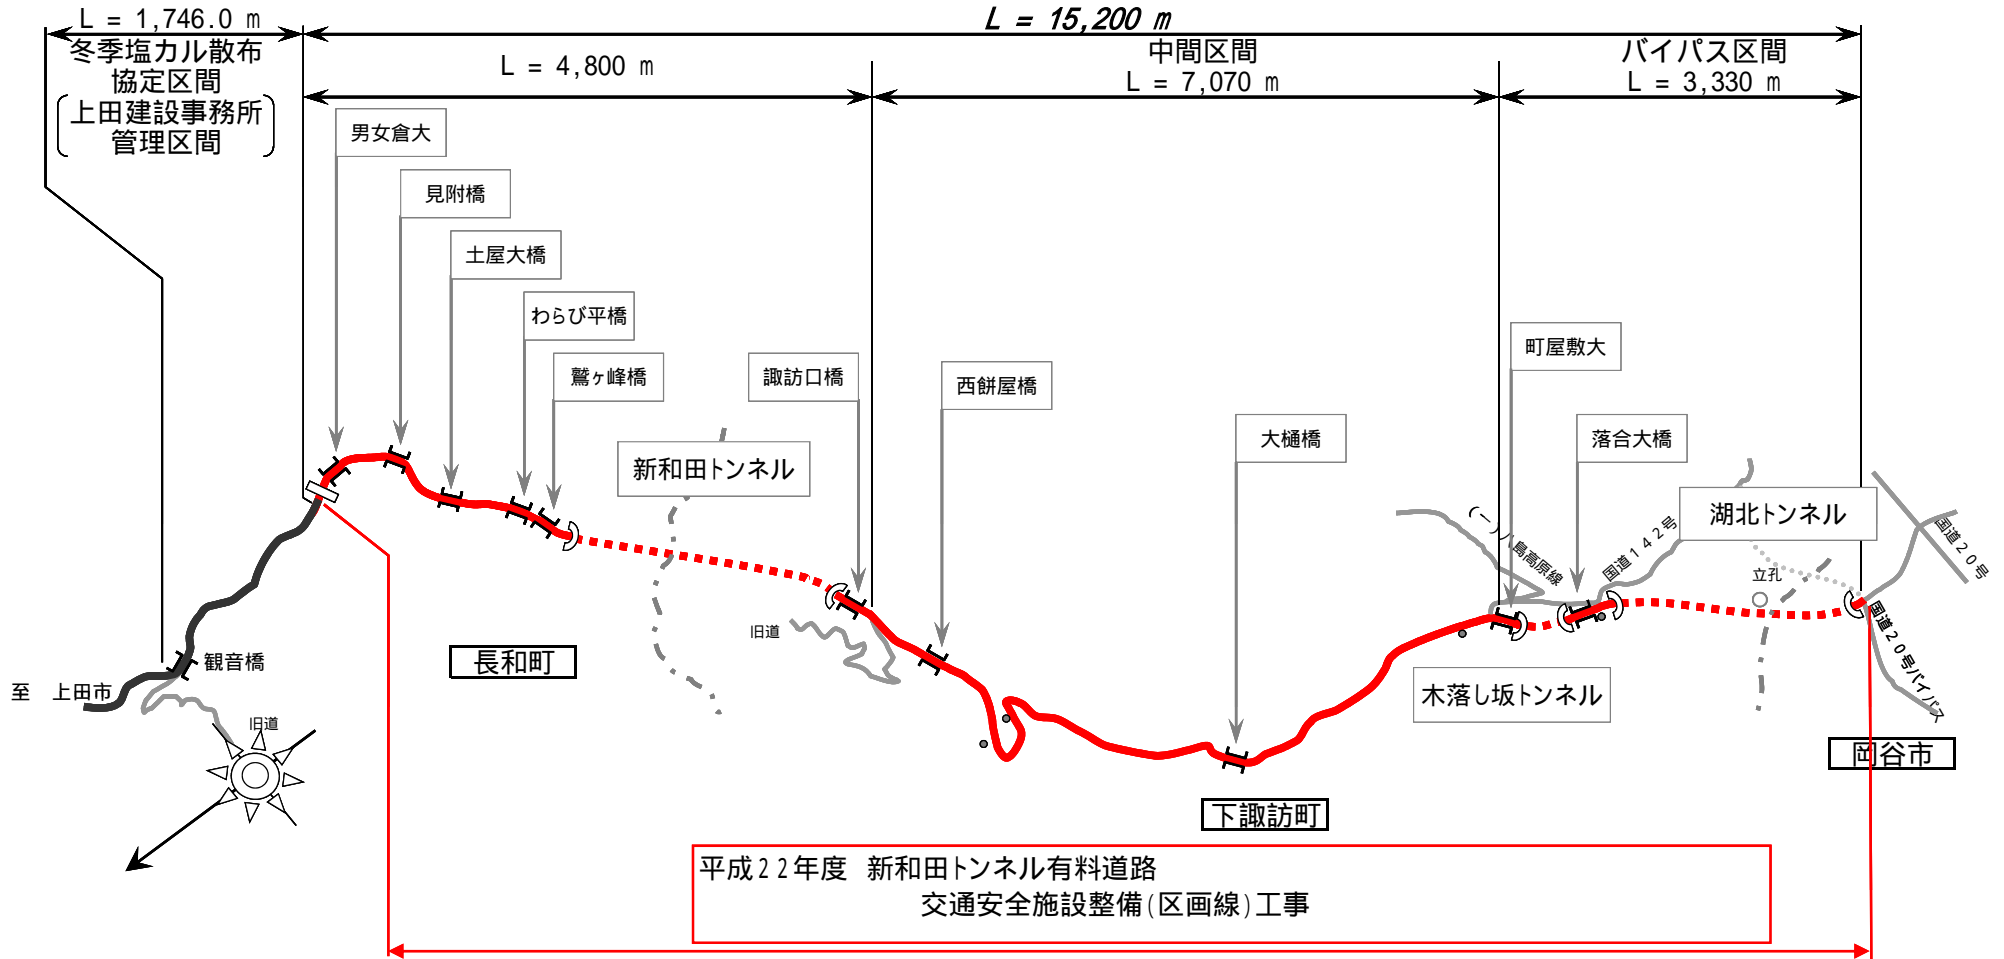 L = 1,746.0 m
L = 15,200 m
冬季塩カル散布
協定区間
上田建設事務所
管理区間
L = 4,800 m
中間区間
L = 7,070 m
バイパス区間
L = 3,330 m
男女倉大
見附橋
土屋大橋
わらび平橋
鷲ヶ峰橋
諏訪口橋
西餅屋橋
町屋敷大
大樋橋
落合大橋
新和田トンネル
湖北トンネル
(一)八島高原線
国道142号
国道20号
立孔
国道20号バイパス
旧道
観音橋
長和町
至 上田市
木落し坂トンネル
旧道
岡谷市
下諏訪町
平成22年度 新和田トンネル有料道路
交通安全施設整備(区画線)工事